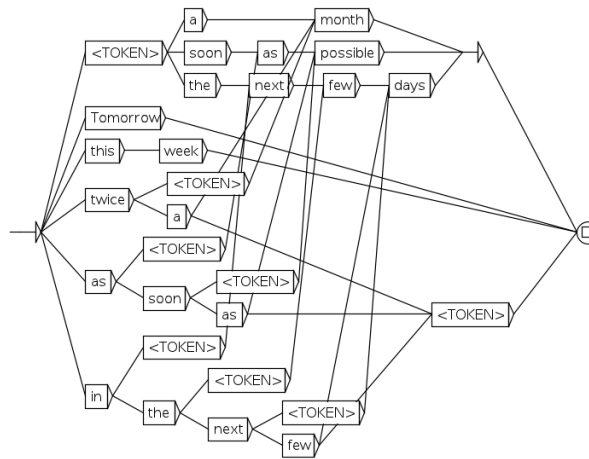 a month
<TOKEN> soon as possible
the next few days
Tomorrow
this week
<TOKEN>
twice
a
<TOKEN>
as
soon <TOKEN>
as <TOKEN>
<TOKEN>
<TOKEN>
in
the
next <TOKEN>
few